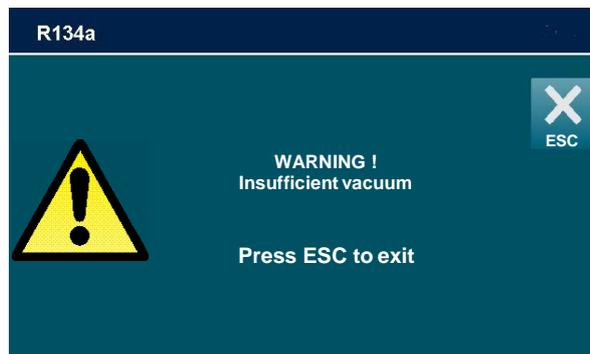 R134a
ESC
WARNING !
Insufficient vacuum
Press ESC to exit